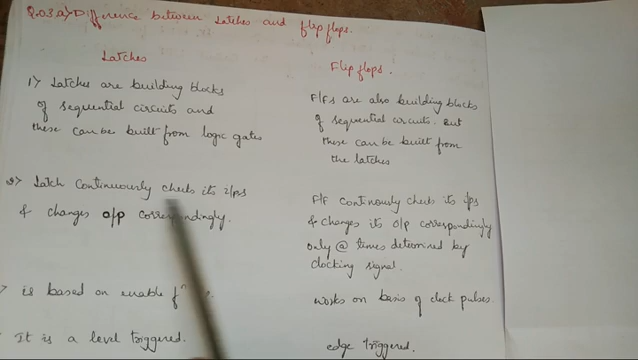 Q.03 a) Difference between Latches and flip flops.
Latches
Flip flops.
1) Latches are building blocks
of sequential circuits and
these can be built from logic gates
F/Fs are also building blocks
of sequential circuits. But
these can be built from
the latches
2) Latch Continuously checks its i/ps
& changes o/p correspondingly.
F/F continously checks its i/ps
& changes its o/p correspondingly
only @ times determined by
clocking signal.
is based on enable fⁿ
works on basis of clock pulses.
It is a level triggered.
edge triggered.